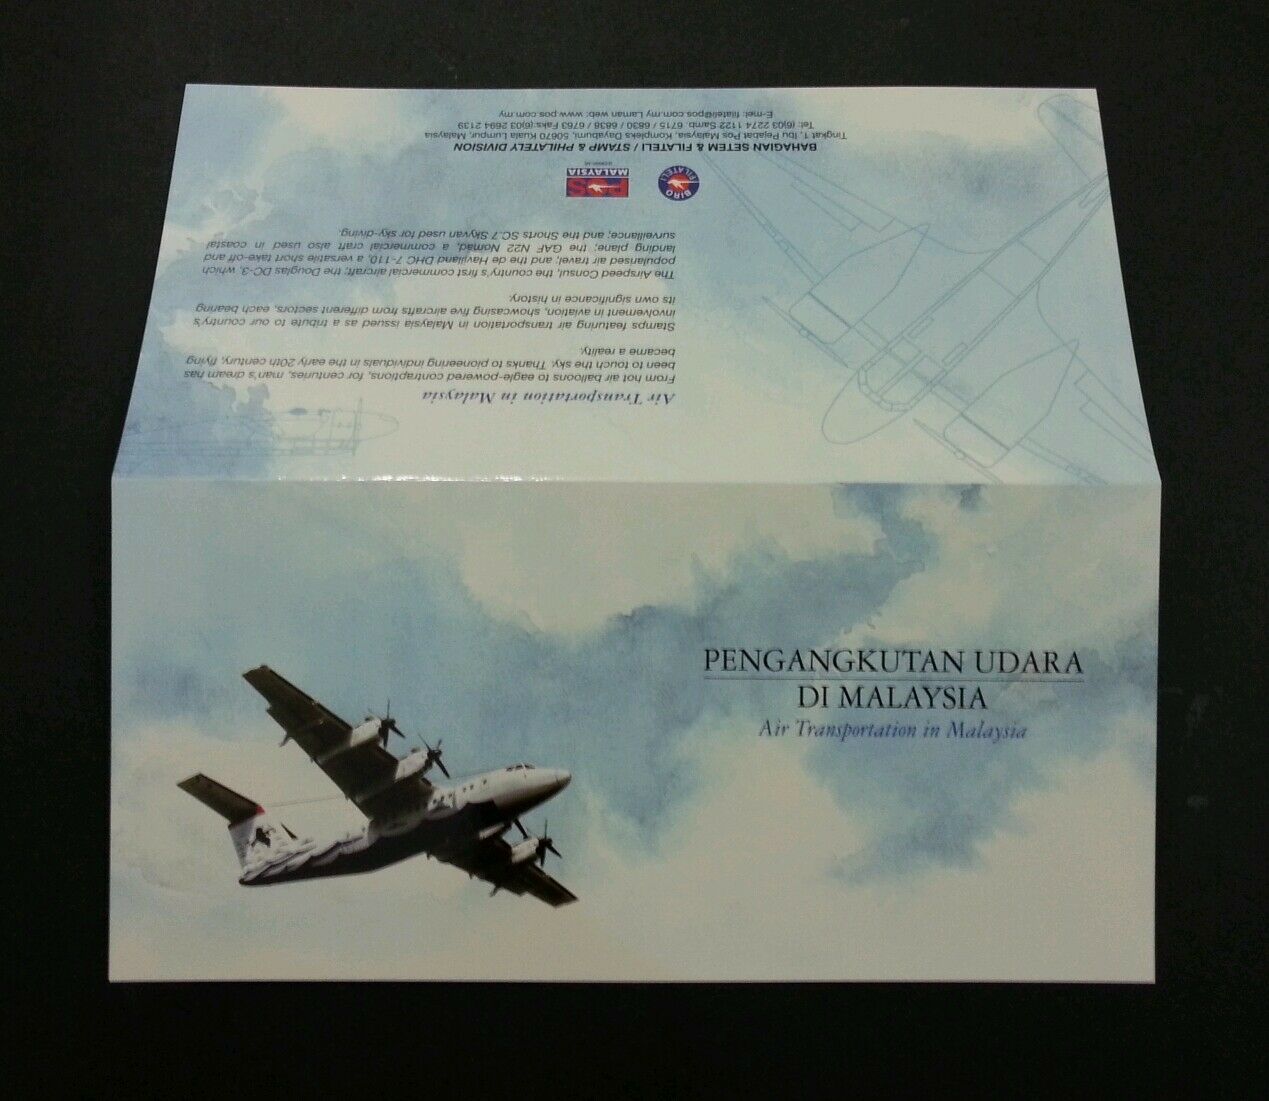 PENGANGKUTAN UDARA
DI MALAYSIA
Air Transportation in Malaysia
Air Transportation in Malaysia
From hot air balloons to eagle-powered contraptions, for centuries, man's dream has
been to touch the sky. Thanks to pioneering individuals in the early 20th century, flying
became a reality.
Stamps featuring air transportation in Malaysia issued as a tribute to our country's
involvement in aviation, showcasing five aircrafts from different sectors, each bearing
its own significance in history.
The Airspeed Consul, the country's first commercial aircraft; the Douglas DC-3, which
popularised air travel; and the de Havilland DHC 7-110, a versatile short take-off and
landing plane; the GAF N22 Nomad, a commercial craft also used in coastal
surveillance; and the Shorts SC.7 Skyvan used for sky-diving.
BIRO
FILATELI
POS
MALAYSIA
BAHAGIAN SETEM & FILATELI / STAMP & PHILATELY DIVISION
Tingkat 1, Ibu Pejabat Pos Malaysia, Kompleks Dayabumi, 50670 Kuala Lumpur, Malaysia
Tel: (6)03 2274 1122 Samb. 6715 / 6830 / 6838 / 6763 Faks:(6)03 2694 2139
E-mel: filateli@pos.com.my Laman web: www.pos.com.my